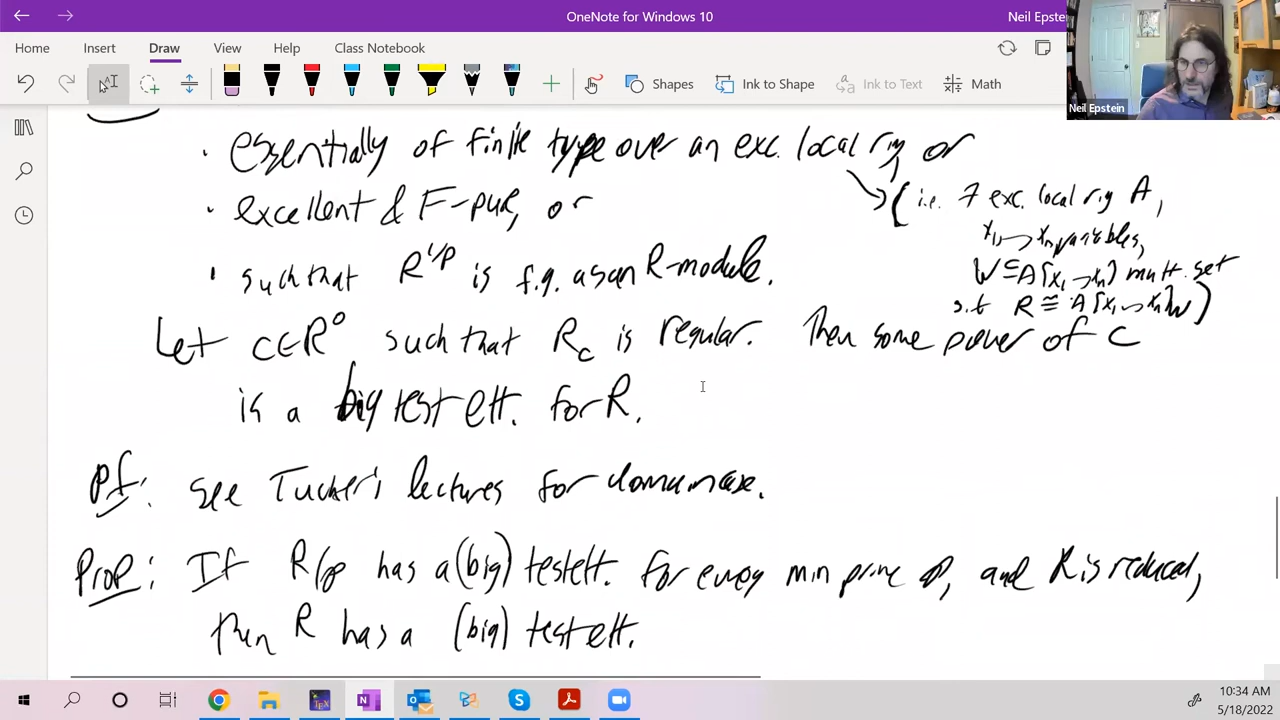 OneNote for Windows 10
Neil Epste
Home Insert Draw View Help Class Notebook
Shapes Ink to Shape Ink to Text Math
Neil Epstein
· essentially of finite type over an exc. local ring, or
(i.e. ∃ exc. local ring A,
· excellent & F-pure, or
x₁,...,xₙ variables,
· such that R^{1/p} is f.g. as an R-module.
W ⊆ A[x₁,...,xₙ] mult. set
s.t. R ≅ A[x₁,...,xₙ]_W)
Let c ∈ R° such that R_c is regular. Then some power of c
is a big test elt. for R.
Pf: see Tucker's lectures for domain case.
Prop: If R/p has a (big) test elt. for every min prime p, and R is reduced,
then R has a (big) test elt.
10:34 AM
5/18/2022